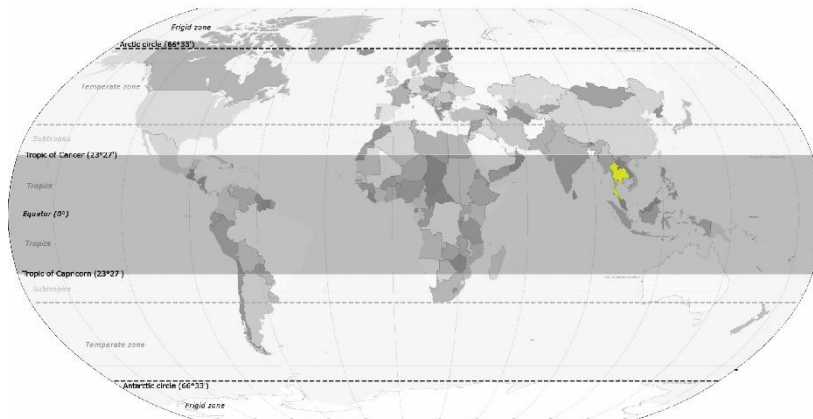 Frigid zone
Arctic circle (66°33')
Temperate zone
Subtropics
Tropic of Cancer (23°27')
Tropics
Equator (0°)
Tropics
Tropic of Capricorn (23°27')
Subtropics
Temperate zone
Antarctic circle (66°33')
Frigid zone